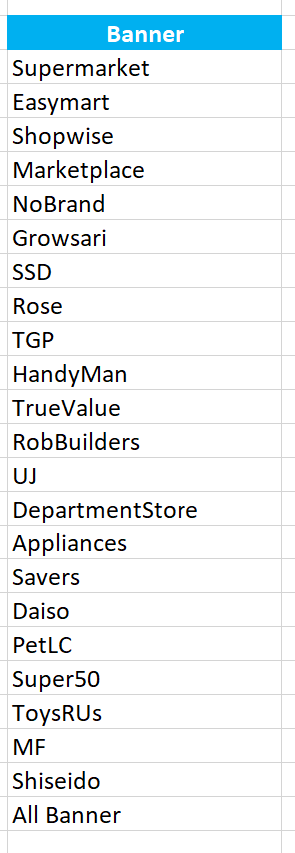 Banner
Supermarket
Easymart
Shopwise
Marketplace
NoBrand
Growsari
SSD
Rose
TGP
HandyMan
TrueValue
RobBuilders
UJ
DepartmentStore
Appliances
Savers
Daiso
PetLC
Super50
ToysRUs
MF
Shiseido
All Banner